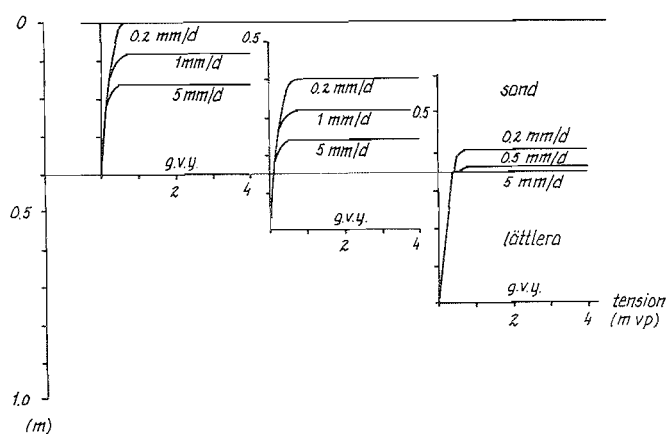 0
0.2 mm/d
1 mm/d
5 mm/d
g.v.y.
2
4
0.5
0.2 mm/d
1 mm/d
5 mm/d
g.v.y.
2
4
sand
0.5
0.2 mm/d
0.5 mm/d
5 mm/d
lättlera
g.v.y.
2
4
tension
(m vp)
0.5
1.0
(m)